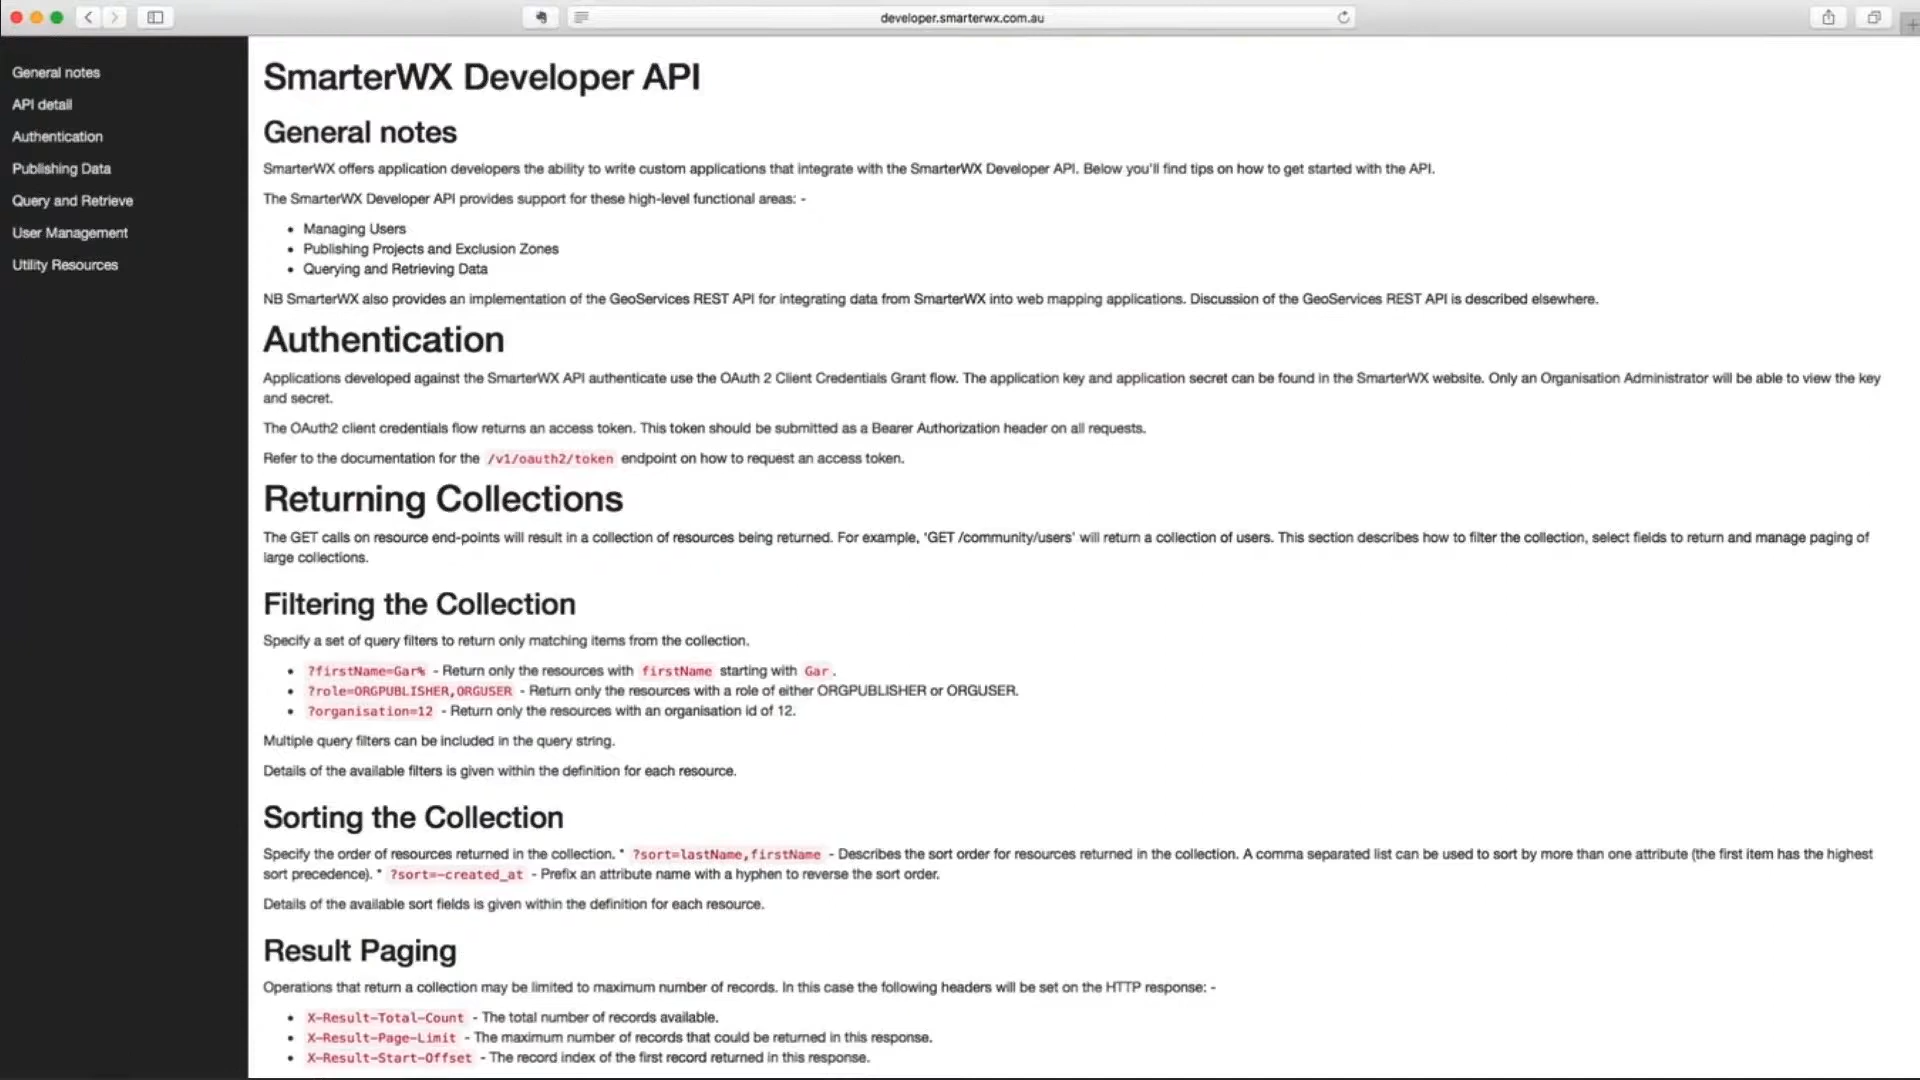 developer.smarterwx.com.au
General notes
API detail
Authentication
Publishing Data
Query and Retrieve
User Management
Utility Resources
SmarterWX Developer API
General notes
SmarterWX offers application developers the ability to write custom applications that integrate with the SmarterWX Developer API. Below you'll find tips on how to get started with the API.
The SmarterWX Developer API provides support for these high-level functional areas: -
• Managing Users
• Publishing Projects and Exclusion Zones
• Querying and Retrieving Data
NB SmarterWX also provides an implementation of the GeoServices REST API for integrating data from SmarterWX into web mapping applications. Discussion of the GeoServices REST API is described elsewhere.
Authentication
Applications developed against the SmarterWX API authenticate use the OAuth 2 Client Credentials Grant flow. The application key and application secret can be found in the SmarterWX website. Only an Organisation Administrator will be able to view the key
and secret.
The OAuth2 client credentials flow returns an access token. This token should be submitted as a Bearer Authorization header on all requests.
Refer to the documentation for the /v1/oauth2/token endpoint on how to request an access token.
Returning Collections
The GET calls on resource end-points will result in a collection of resources being returned. For example, 'GET /community/users' will return a collection of users. This section describes how to filter the collection, select fields to return and manage paging of
large collections.
Filtering the Collection
Specify a set of query filters to return only matching items from the collection.
• ?firstName=Gar% - Return only the resources with firstName starting with Gar.
• ?role=ORGPUBLISHER,ORGUSER - Return only the resources with a role of either ORGPUBLISHER or ORGUSER.
• ?organisation=12 - Return only the resources with an organisation id of 12.
Multiple query filters can be included in the query string.
Details of the available filters is given within the definition for each resource.
Sorting the Collection
Specify the order of resources returned in the collection. * ?sort=lastName,firstName - Describes the sort order for resources returned in the collection. A comma separated list can be used to sort by more than one attribute (the first item has the highest
sort precedence). * ?sort=-created_at - Prefix an attribute name with a hyphen to reverse the sort order.
Details of the available sort fields is given within the definition for each resource.
Result Paging
Operations that return a collection may be limited to maximum number of records. In this case the following headers will be set on the HTTP response: -
• X-Result-Total-Count - The total number of records available.
• X-Result-Page-Limit - The maximum number of records that could be returned in this response.
• X-Result-Start-Offset - The record index of the first record returned in this response.